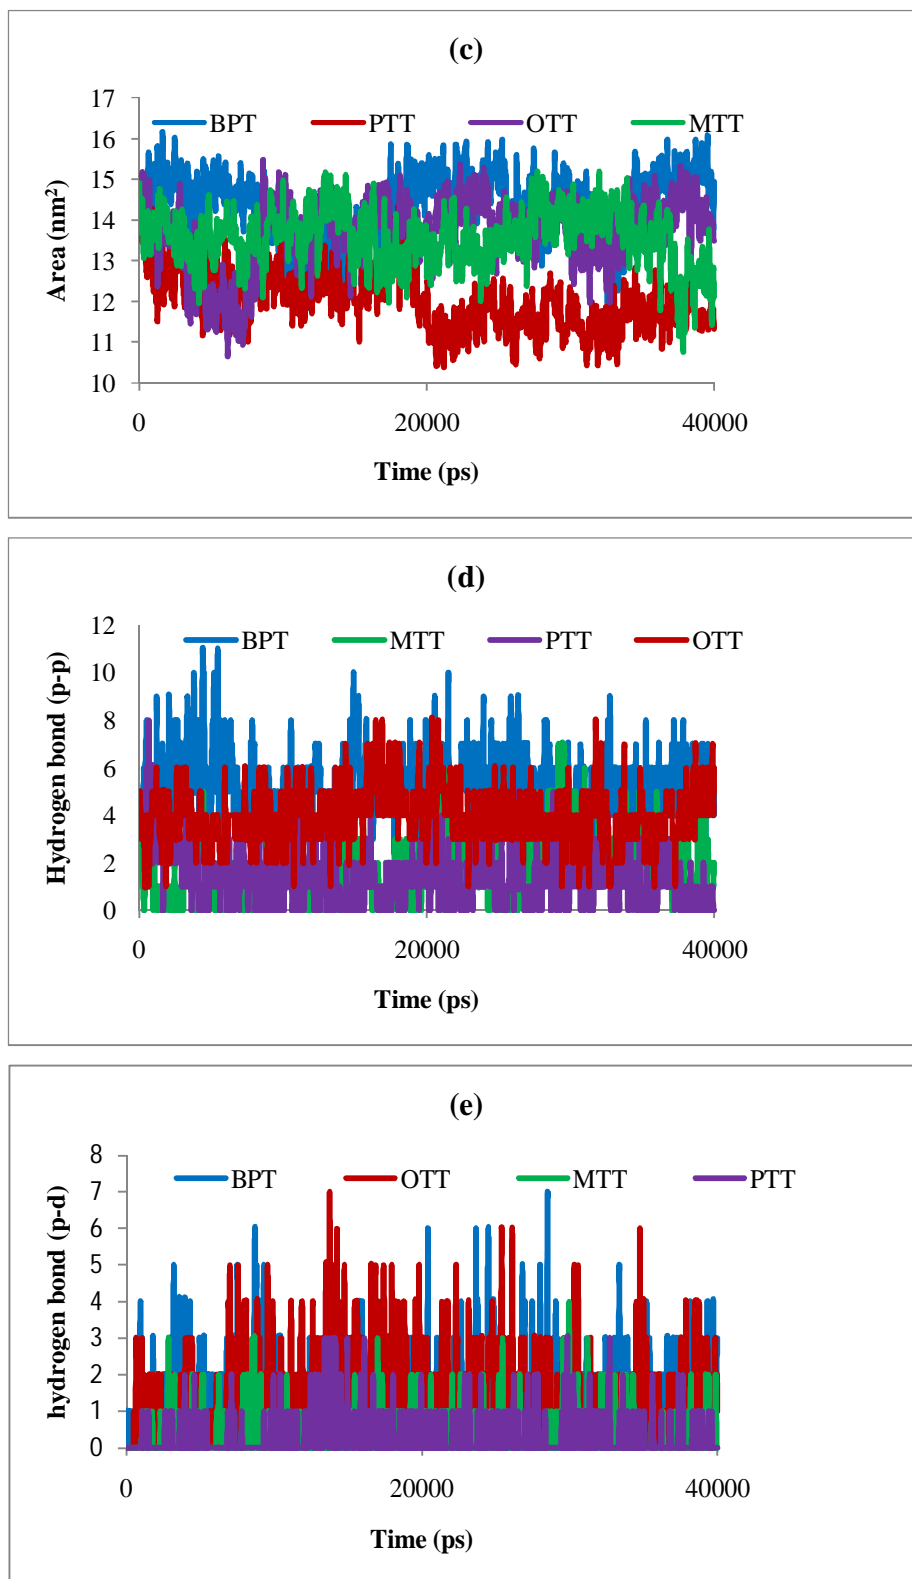 (c)
17
BPT PTT OTT MTT
16
15
14
13
12
11
10
Area (nm²)
0 20000 40000
Time (ps)
(d)
12
BPT MTT PTT OTT
10
8
6
4
2
0
Hydrogen bond (p-p)
0 20000 40000
Time (ps)
(e)
8
BPT OTT MTT PTT
7
6
5
4
3
2
1
0
hydrogen bond (p-d)
0 20000 40000
Time (ps)